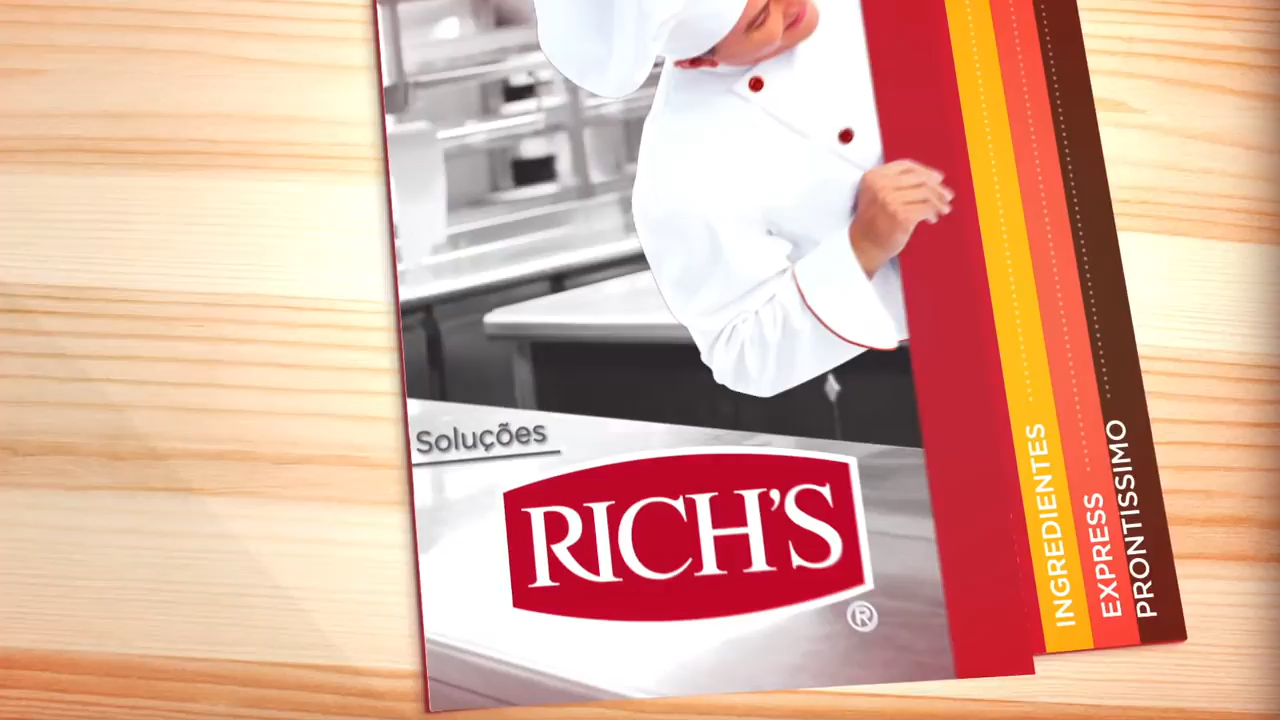 Soluções
RICH'S
®
INGREDIENTES
EXPRESS
PRONTISSIMO